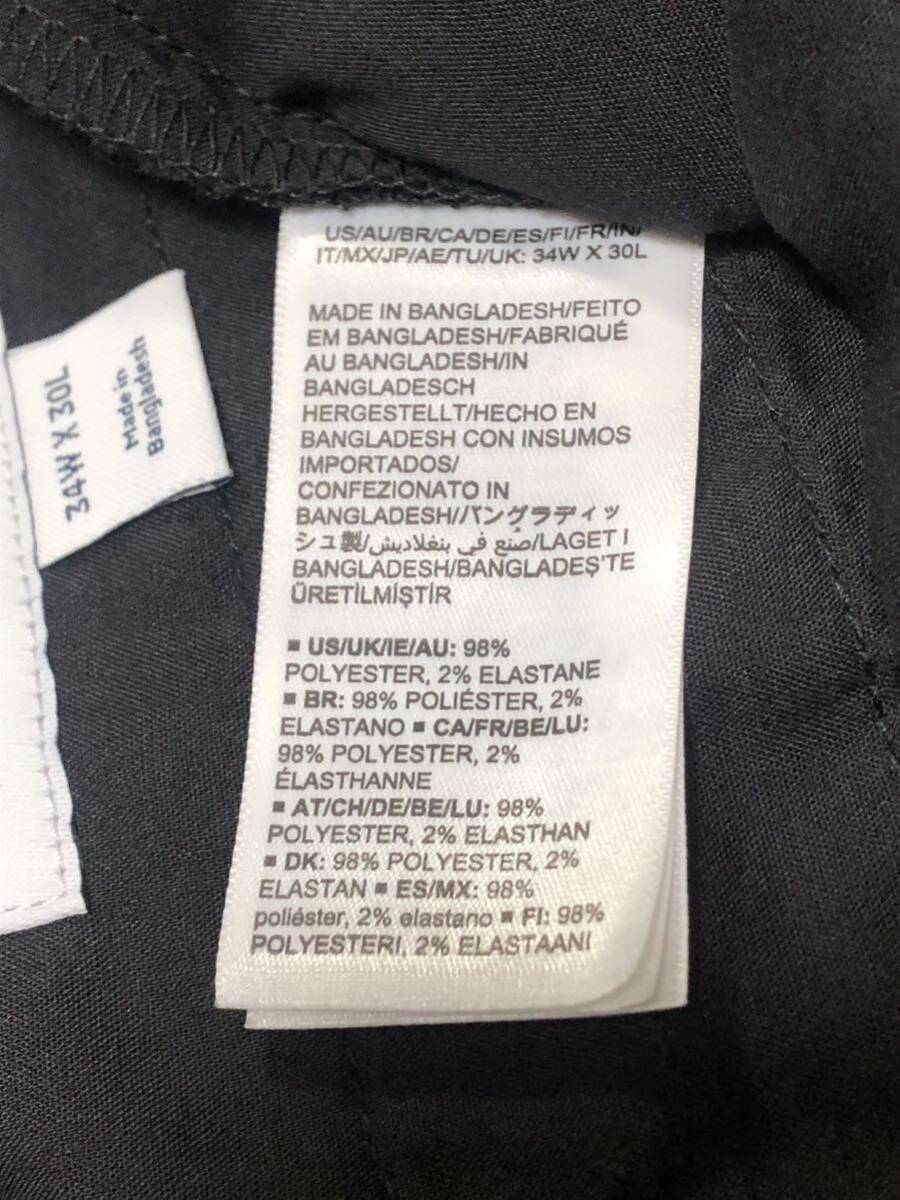 US/AU/BR/CA/DE/ES/FI/FR/IN/
IT/MX/JP/AE/TU/UK: 34W X 30L
MADE IN BANGLADESH/FEITO
EM BANGLADESH/FABRIQUÉ
AU BANGLADESH/IN
BANGLADESCH
HERGESTELLT/HECHO EN
BANGLADESH CON INSUMOS
IMPORTADOS/
CONFEZIONATO IN
BANGLADESH/バングラディッ
シュ製/صنع في بنغلاديش/LAGET I
BANGLADESH/BANGLADEŞ'TE
ÜRETİLMİŞTİR
▪ US/UK/IE/AU: 98%
POLYESTER, 2% ELASTANE
▪ BR: 98% POLIÉSTER, 2%
ELASTANO ▪ CA/FR/BE/LU:
98% POLYESTER, 2%
ÉLASTHANNE
▪ AT/CH/DE/BE/LU: 98%
POLYESTER, 2% ELASTHAN
▪ DK: 98% POLYESTER, 2%
ELASTAN ▪ ES/MX: 98%
poliéster, 2% elastano ▪ FI: 98%
POLYESTERI, 2% ELASTAANI
34W X 30L
Made in
Bangladesh